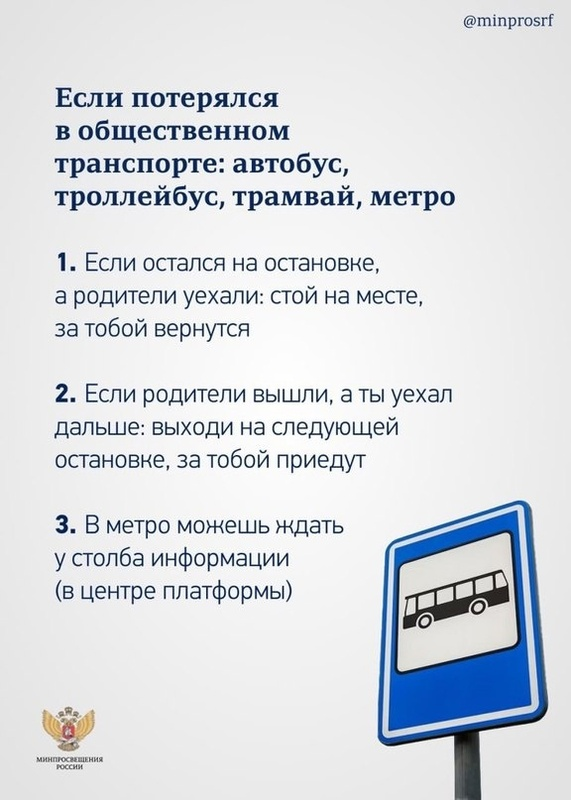 @minprosrf
Если потерялся
в общественном
транспорте: автобус,
троллейбус, трамвай, метро
1. Если остался на остановке,
а родители уехали: стой на месте,
за тобой вернутся
2. Если родители вышли, а ты уехал
дальше: выходи на следующей
остановке, за тобой приедут
3. В метро можешь ждать
у столба информации
(в центре платформы)
МИНПРОСВЕЩЕНИЯ
РОССИИ